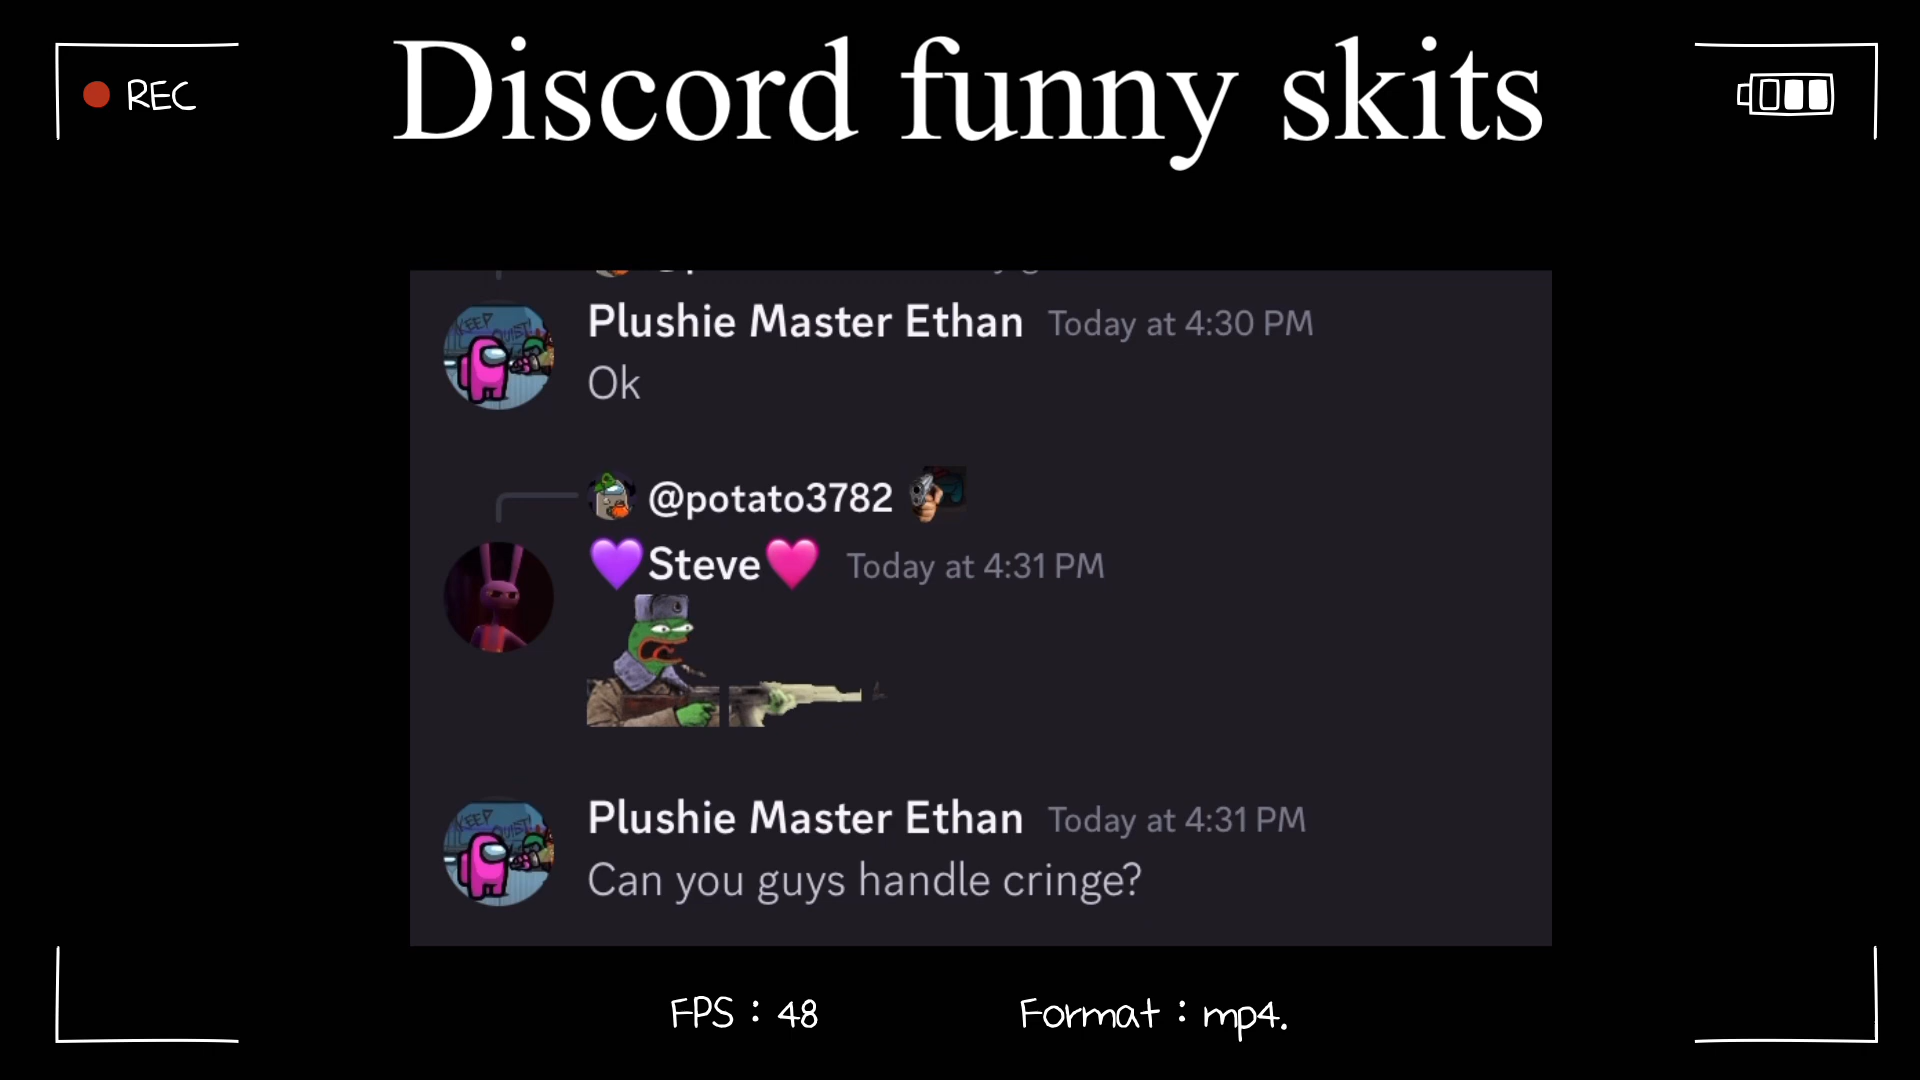 Discord funny skits
REC
Plushie Master Ethan Today at 4:30 PM
Ok
@potato3782
💜Steve🩷 Today at 4:31 PM
Plushie Master Ethan Today at 4:31 PM
Can you guys handle cringe?
FPS : 48
Format : mp4.